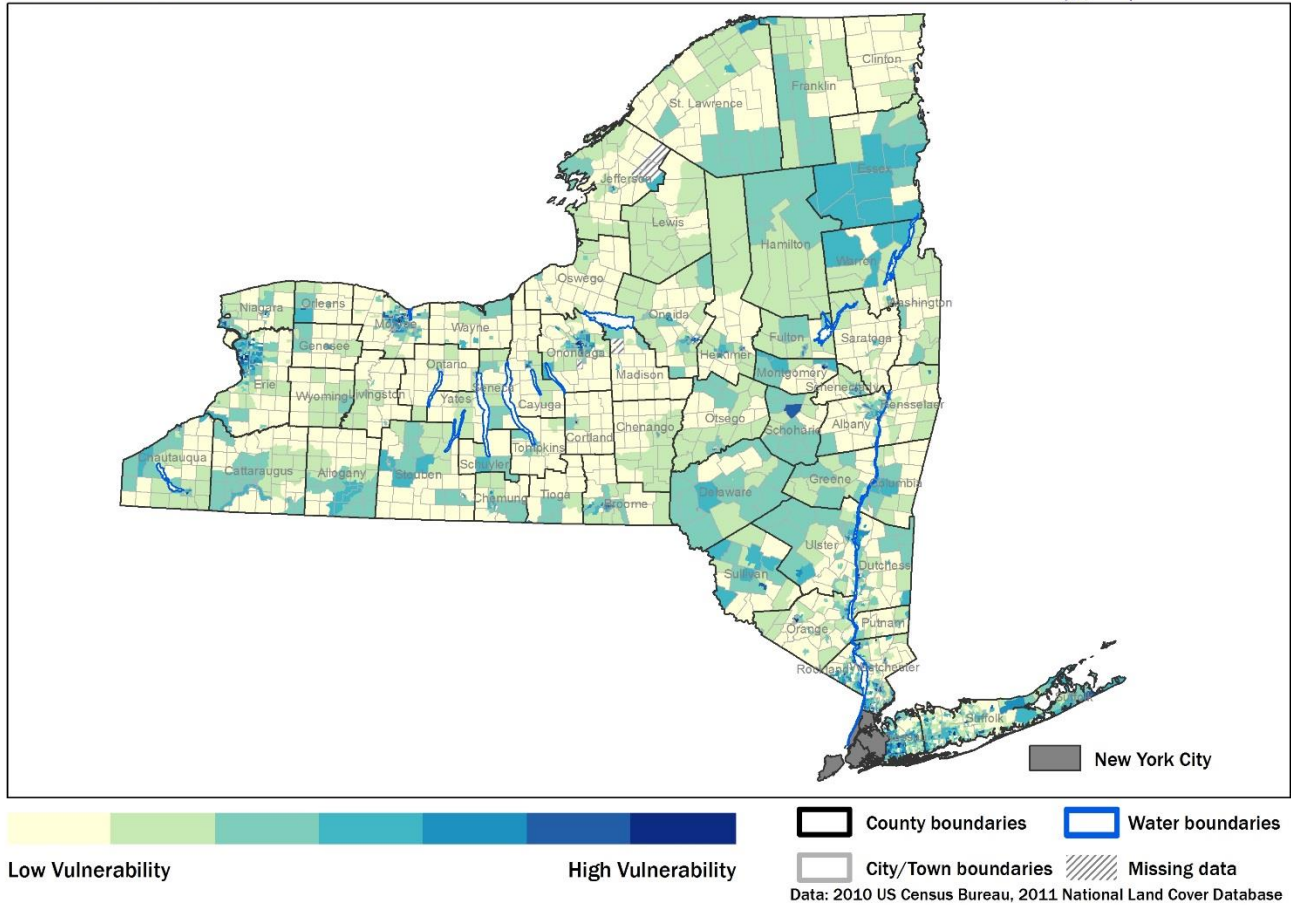 Clinton
Franklin
St. Lawrence
Essex
Jefferson
Lewis
Hamilton
Warren
Oswego
Washington
Niagara
Orleans
Monroe
Wayne
Oneida
Fulton
Saratoga
Genesee
Onondaga
Herkimer
Ontario
Madison
Montgomery
Schenectady
Erie
Wyoming
Livingston
Seneca
Yates
Cayuga
Rensselaer
Otsego
Schoharie
Albany
Cortland
Chenango
Tompkins
Chautauqua
Cattaraugus
Allegany
Steuben
Schuyler
Chemung
Tioga
Broome
Delaware
Greene
Columbia
Ulster
Dutchess
Sullivan
Orange
Putnam
Rockland
Westchester
Suffolk
New York City
Low Vulnerability
High Vulnerability
County boundaries
Water boundaries
City/Town boundaries
Missing data
Data: 2010 US Census Bureau, 2011 National Land Cover Database